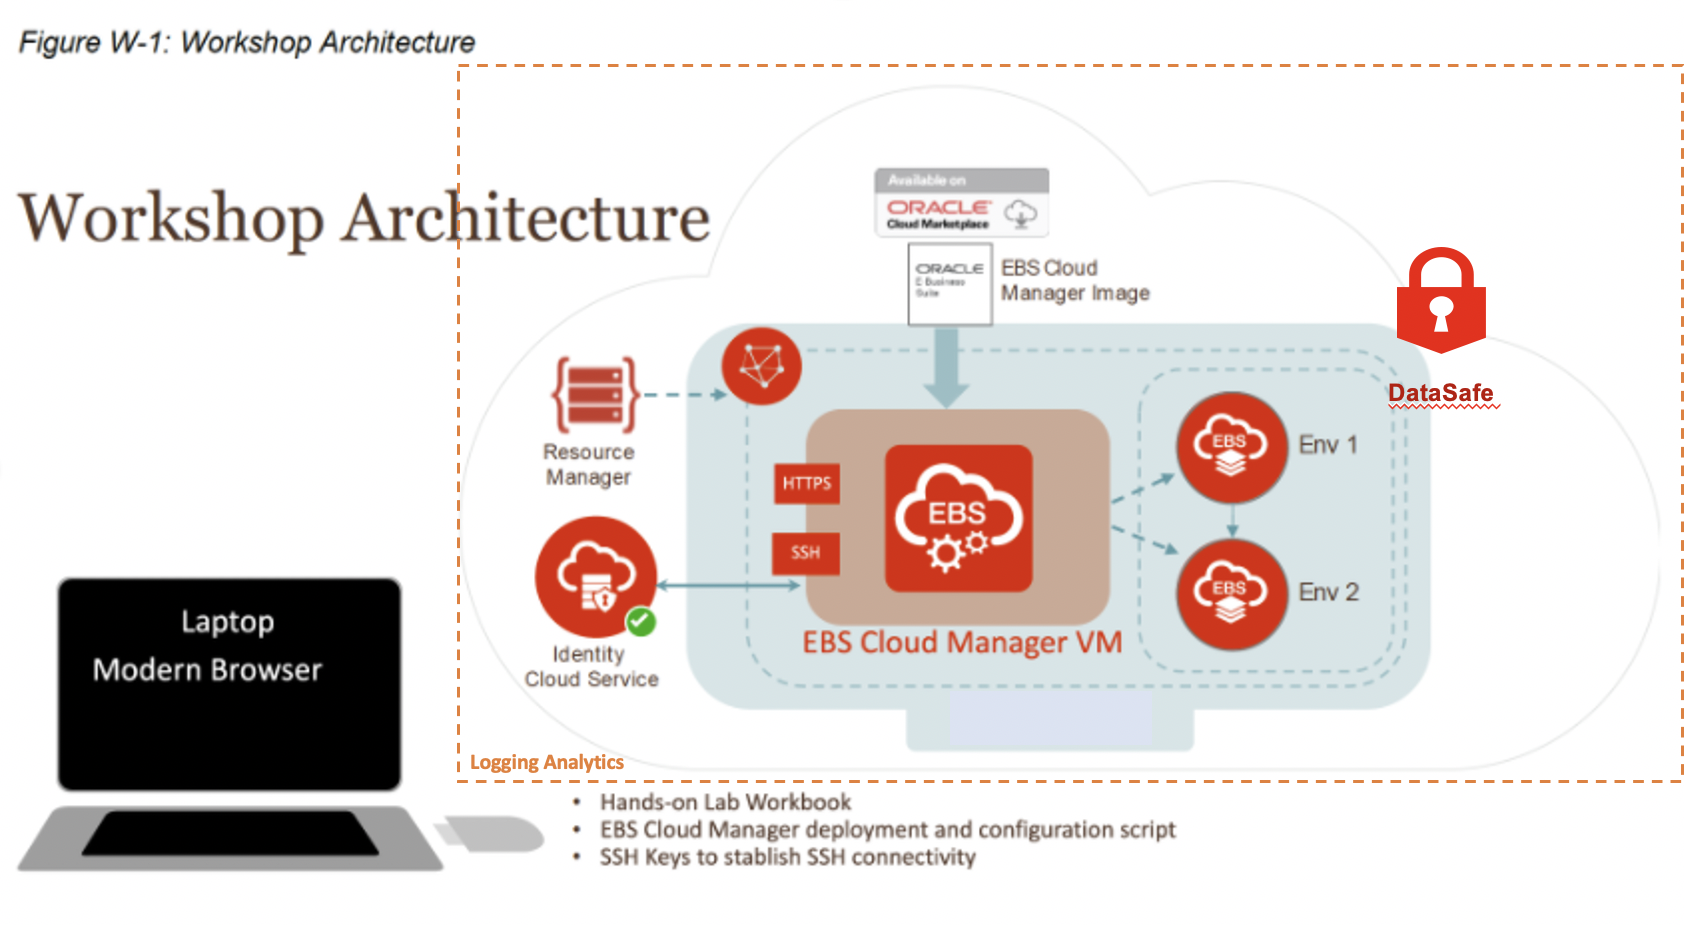 Figure W-1: Workshop Architecture
Workshop Architecture
Available on
ORACLE
Cloud Marketplace
ORACLE
E Business
Suite
EBS Cloud
Manager Image
DataSafe
Resource
Manager
HTTPS
SSH
EBS
EBS Cloud Manager VM
EBS
Env 1
EBS
Env 2
Identity
Cloud Service
Laptop
Modern Browser
Logging Analytics
• Hands-on Lab Workbook
• EBS Cloud Manager deployment and configuration script
• SSH Keys to stablish SSH connectivity